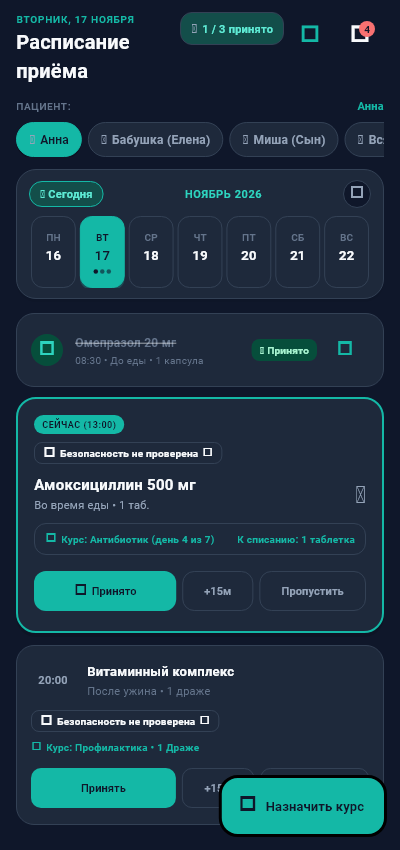 ВТОРНИК, 17 НОЯБРЯ
Расписание
приёма
1 / 3 принято
4
ПАЦИЕНТ:
Анна
Анна
Бабушка (Елена)
Миша (Сын)
Сегодня
НОЯБРЬ 2026
ПН ВТ СР ЧТ ПТ СБ ВС
16 17 18 19 20 21 22
Омепразол 20 мг
08:30 • До еды • 1 капсула
Принято
СЕЙЧАС (13:00)
Безопасность не проверена
Амоксициллин 500 мг
Во время еды • 1 таб.
Курс: Антибиотик (день 4 из 7)
К списанию: 1 таблетка
Принято
+15м
Пропустить
20:00
Витаминный комплекс
После ужина • 1 драже
Безопасность не проверена
Курс: Профилактика • 1 Драже
Принять
Назначить курс